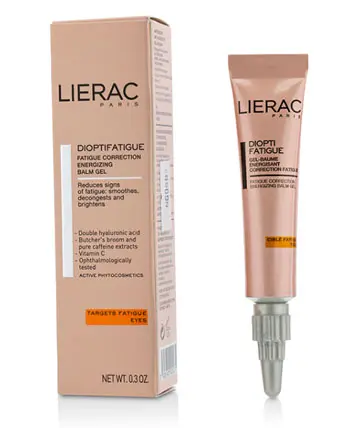 LIERAC
PARIS
DIOPTIFATIGUE
FATIGUE CORRECTION
ENERGIZING
BALM GEL
Reduces signs
of fatigue: smoothes,
decongests and
brightens
- Double hyaluronic acid
- Butcher's broom and
pure caffeine extracts
- Vitamin C
- Ophthalmologically
tested
ACTIVE PHYTOCOSMETICS
TARGETS FATIGUE
EYES
NET WT. 0.3 OZ.
LIERAC
PARIS
DIOPTI
FATIGUE
GEL-BAUME
ÉNERGISANT
CORRECTION FATIGUE
FATIGUE CORRECTION
ENERGIZING BALM GEL